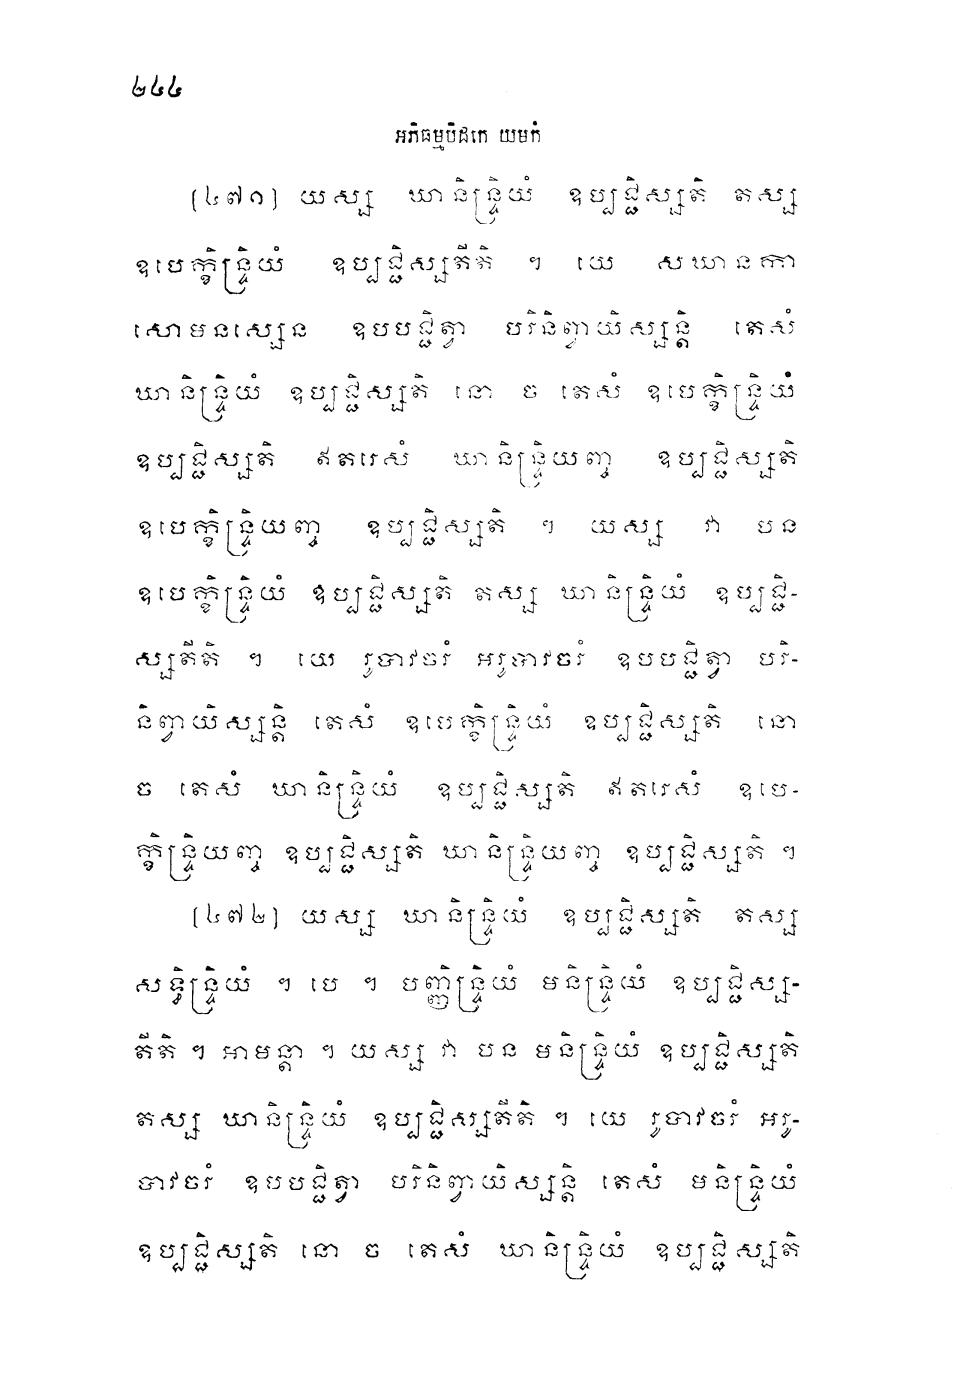 ២៤៤
អភិធម្មបិដកេ យមកំ
(៤៧១) យស្ស ឃានិន្ទ្រិយំ ឧប្បជ្ជិស្សតិ តស្ស
ឧបេក្ខិន្ទ្រិយំ ឧប្បជ្ជិស្សតីតិ ។ យេ សឃានកា
សោមនស្សេន ឧបបជ្ជិត្វា បរិនិព្វាយិស្សន្តិ តេសំ
ឃានិន្ទ្រិយំ ឧប្បជ្ជិស្សតិ នោ ច តេសំ ឧបេក្ខិន្ទ្រិយំ
ឧប្បជ្ជិស្សតិ ឥតរេសំ ឃានិន្ទ្រិយញ្ច ឧប្បជ្ជិស្សតិ
ឧបេក្ខិន្ទ្រិយញ្ច ឧប្បជ្ជិស្សតិ ។ យស្ស វា បន
ឧបេក្ខិន្ទ្រិយំ ឧប្បជ្ជិស្សតិ តស្ស ឃានិន្ទ្រិយំ ឧប្បជ្ជិ-
ស្សតីតិ ។ យេ រូបាវចរំ អរូបាវចរំ ឧបបជ្ជិត្វា បរិ-
និព្វាយិស្សន្តិ តេសំ ឧបេក្ខិន្ទ្រិយំ ឧប្បជ្ជិស្សតិ នោ
ច តេសំ ឃានិន្ទ្រិយំ ឧប្បជ្ជិស្សតិ ឥតរេសំ ឧបេ-
ក្ខិន្ទ្រិយញ្ច ឧប្បជ្ជិស្សតិ ឃានិន្ទ្រិយញ្ច ឧប្បជ្ជិស្សតិ ។
(៤៧២) យស្ស ឃានិន្ទ្រិយំ ឧប្បជ្ជិស្សតិ តស្ស
សទ្ធិន្ទ្រិយំ ។ បេ ។ បញ្ញិន្ទ្រិយំ មនិន្ទ្រិយំ ឧប្បជ្ជិស្ស-
តីតិ ។ អាមន្តា ។ យស្ស វា បន មនិន្ទ្រិយំ ឧប្បជ្ជិស្សតិ
តស្ស ឃានិន្ទ្រិយំ ឧប្បជ្ជិស្សតីតិ ។ យេ រូបាវចរំ អរូ-
បាវចរំ ឧបបជ្ជិត្វា បរិនិព្វាយិស្សន្តិ តេសំ មនិន្ទ្រិយំ
ឧប្បជ្ជិស្សតិ នោ ច តេសំ ឃានិន្ទ្រិយំ ឧប្បជ្ជិស្សតិ